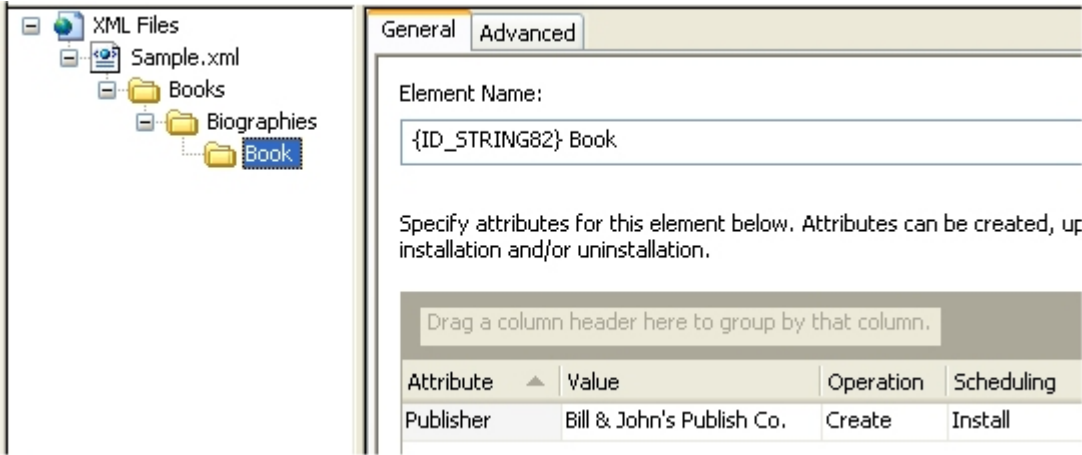 XML Files
Sample.xml
Books
Biographies
Book
General Advanced
Element Name:
{ID_STRING82} Book
Specify attributes for this element below. Attributes can be created, up
installation and/or uninstallation.
Drag a column header here to group by that column.
Attribute Value Operation Scheduling
Publisher Bill & John's Publish Co. Create Install